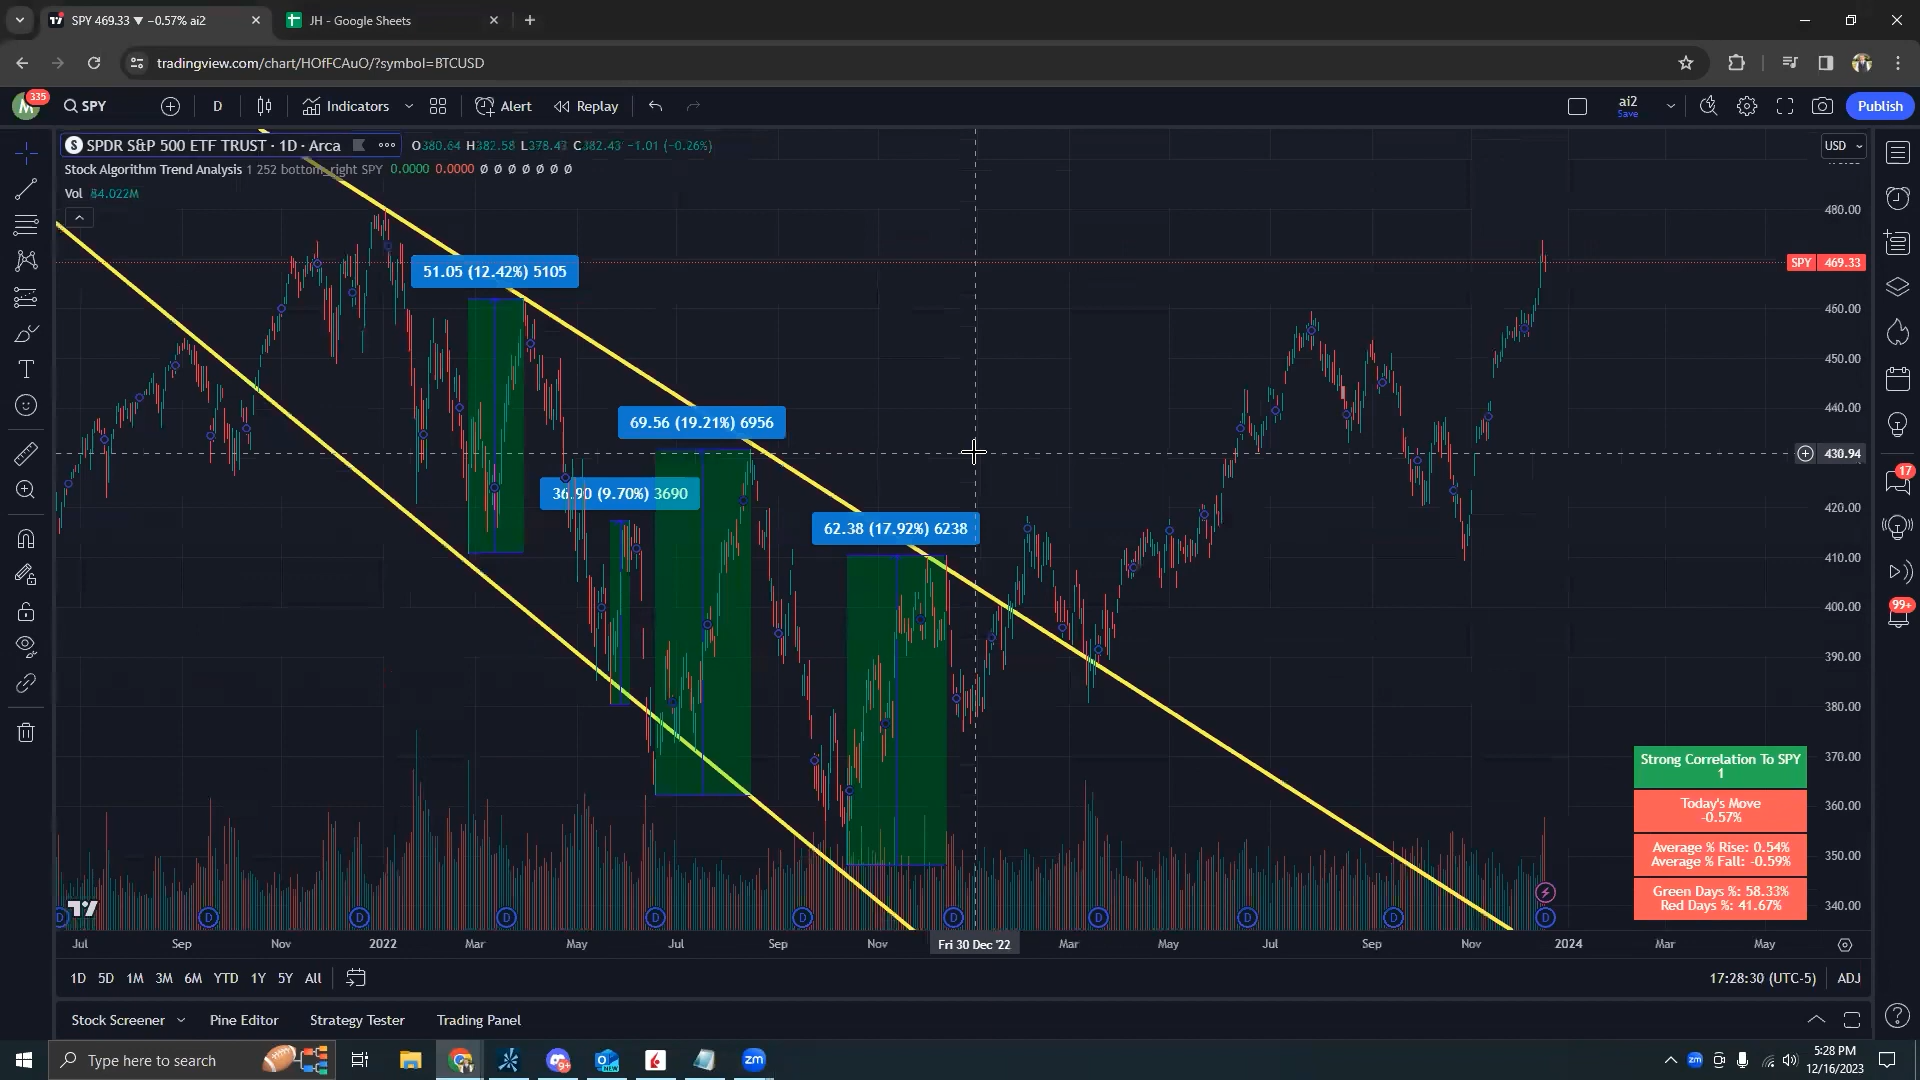 SPY 469.33 ▼ −0.57% ai2
JH - Google Sheets
tradingview.com/chart/HOfFCAuO/?symbol=BTCUSD
335
M
SPY
D
Indicators
Alert
Replay
ai2
Save
Publish
S SPDR S&P 500 ETF TRUST · 1D · Arca
O380.64 H382.58 L378.43 C382.43 −1.01 (−0.26%)
USD
Stock Algorithm Trend Analysis 1 252 bottom_right SPY 0.0000 0.0000 Ø Ø Ø Ø Ø Ø Ø
Vol 84.022M
480.00
SPY 469.33
51.05 (12.42%) 5105
460.00
450.00
440.00
69.56 (19.21%) 6956
430.94
17
36.90 (9.70%) 3690
420.00
62.38 (17.92%) 6238
410.00
400.00
99+
390.00
380.00
370.00
360.00
350.00
340.00
Strong Correlation To SPY
1
Today's Move
-0.57%
Average % Rise: 0.54%
Average % Fall: -0.59%
Green Days %: 58.33%
Red Days %: 41.67%
D D D D D D D D D D D
Jul Sep Nov 2022 Mar May Jul Sep Nov Fri 30 Dec '22 Mar May Jul Sep Nov 2024 Mar May
1D 5D 1M 3M 6M YTD 1Y 5Y All
17:28:30 (UTC-5) ADJ
Stock Screener Pine Editor Strategy Tester Trading Panel
Type here to search
9+
NEW
zm
zm
5:28 PM
12/16/2023